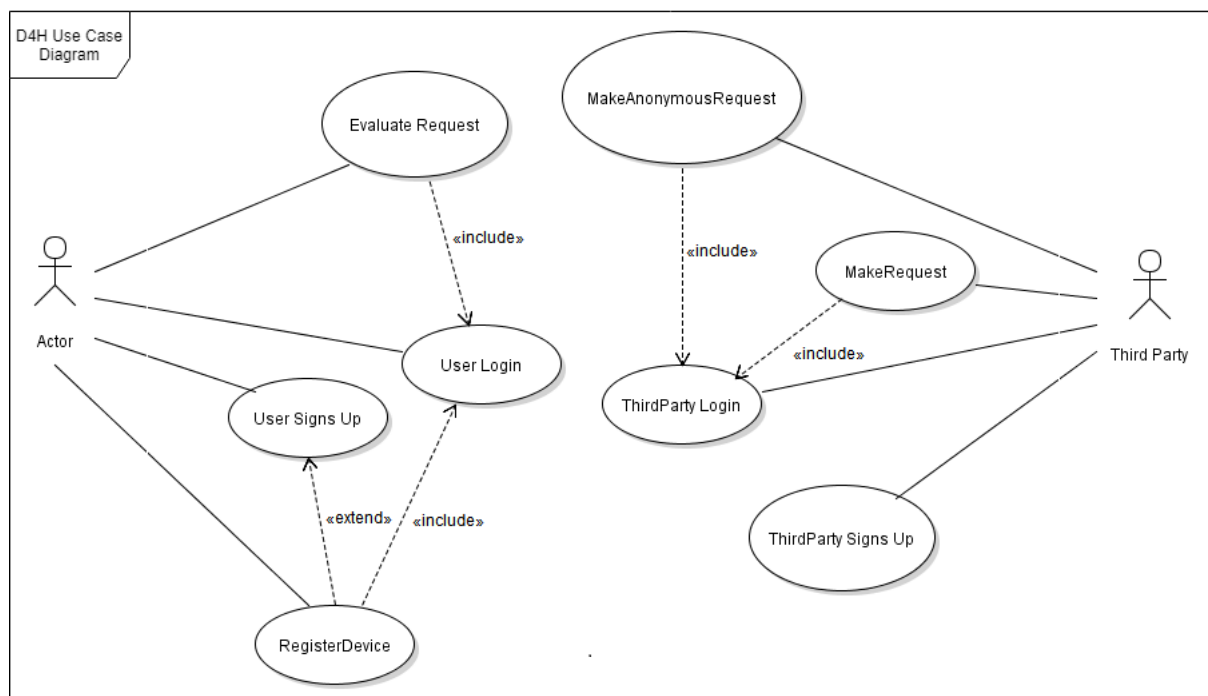 D4H Use Case
Diagram
MakeAnonymousRequest
Evaluate Request
«include»
«include»
MakeRequest
Actor
Third Party
«include»
User Login
ThirdParty Login
User Signs Up
«extend»
«include»
ThirdParty Signs Up
RegisterDevice